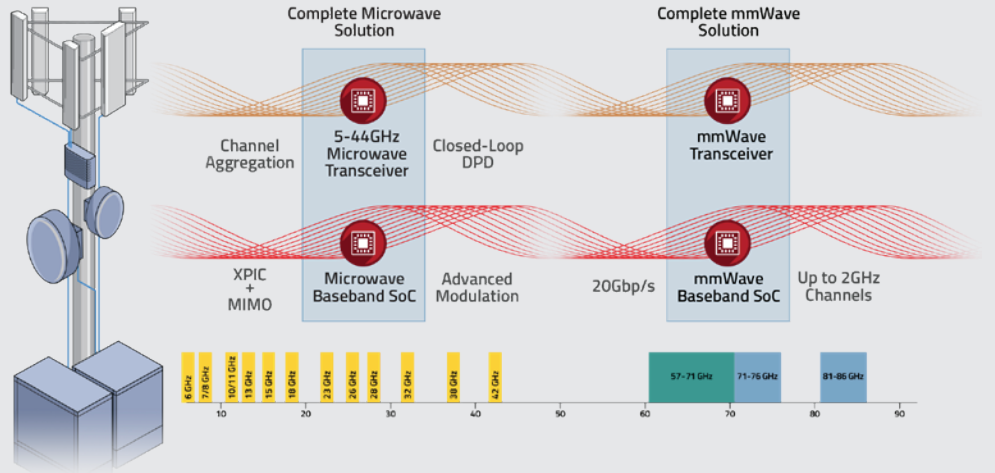 Complete Microwave
Solution
Complete mmWave
Solution
Channel
Aggregation
5-44GHz
Microwave
Transceiver
Closed-Loop
DPD
mmWave
Transceiver
XPIC
+
MIMO
Microwave
Baseband SoC
Advanced
Modulation
20Gbp/s
mmWave
Baseband SoC
Up to 2GHz
Channels
6 GHz
7/8 GHz
10/11 GHz
13 GHz
15 GHz
18 GHz
23 GHz
26 GHz
28 GHz
32 GHz
38 GHz
42 GHz
57-71 GHz
71-76 GHz
81-86 GHz
10 20 30 40 50 60 70 80 90